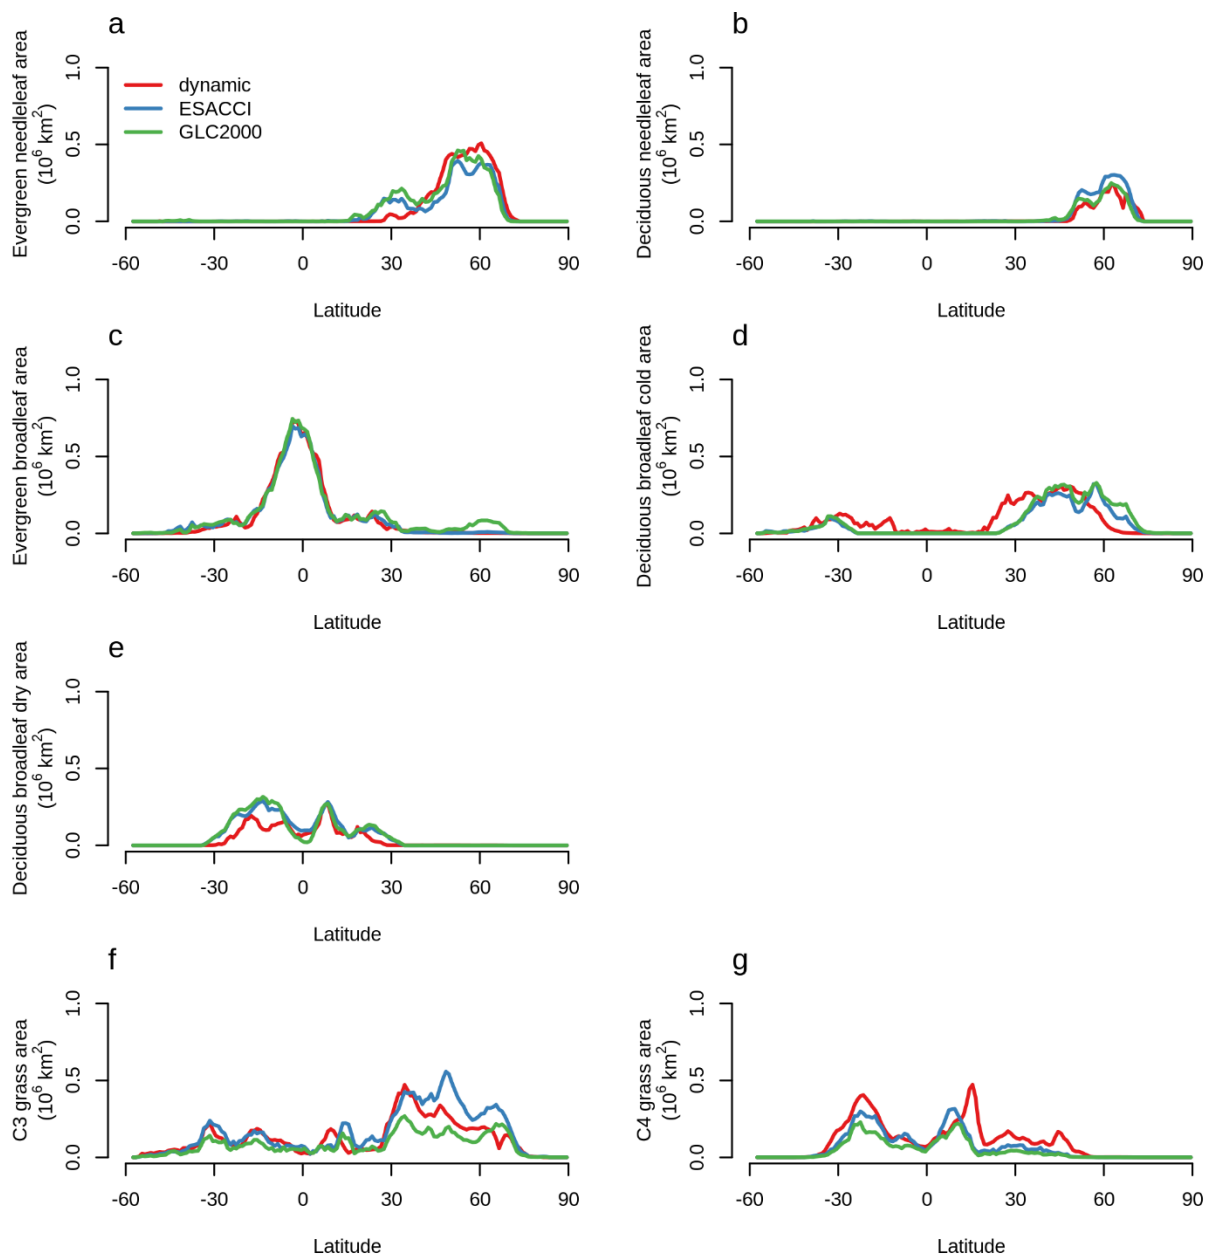 a
Evergreen needleleaf area
(10⁶ km²)
1.0
0.5
0.0
dynamic
ESACCI
GLC2000
-60 -30 0 30 60 90
Latitude
b
Deciduous needleleaf area
(10⁶ km²)
1.0
0.5
0.0
-60 -30 0 30 60 90
Latitude
c
Evergreen broadleaf area
(10⁶ km²)
1.0
0.5
0.0
-60 -30 0 30 60 90
Latitude
d
Deciduous broadleaf cold area
(10⁶ km²)
1.0
0.5
0.0
-60 -30 0 30 60 90
Latitude
e
Deciduous broadleaf dry area
(10⁶ km²)
1.0
0.5
0.0
-60 -30 0 30 60 90
Latitude
f
C3 grass area
(10⁶ km²)
1.0
0.5
0.0
-60 -30 0 30 60 90
Latitude
g
C4 grass area
(10⁶ km²)
1.0
0.5
0.0
-60 -30 0 30 60 90
Latitude